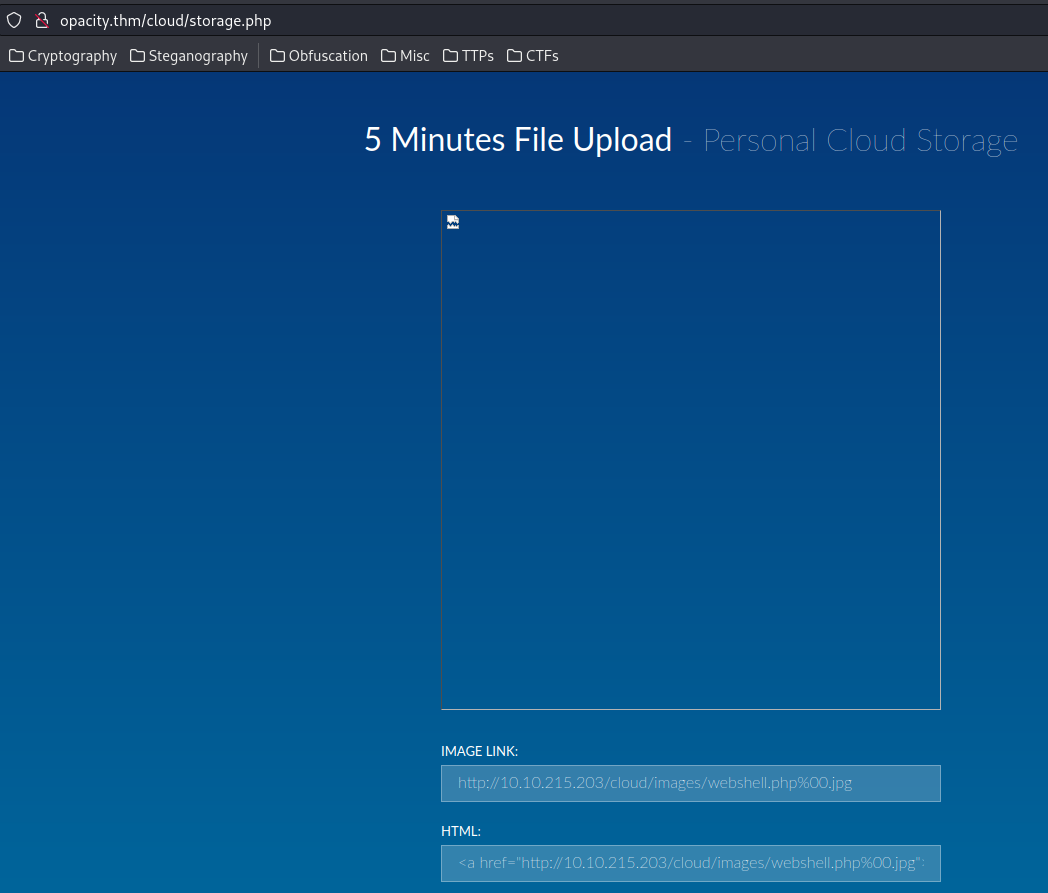 opacity.thm/cloud/storage.php
Cryptography Steganography Obfuscation Misc TTPs CTFs
5 Minutes File Upload - Personal Cloud Storage
IMAGE LINK:
http://10.10.215.203/cloud/images/webshell.php%00.jpg
HTML:
<a href="http://10.10.215.203/cloud/images/webshell.php%00.jpg"